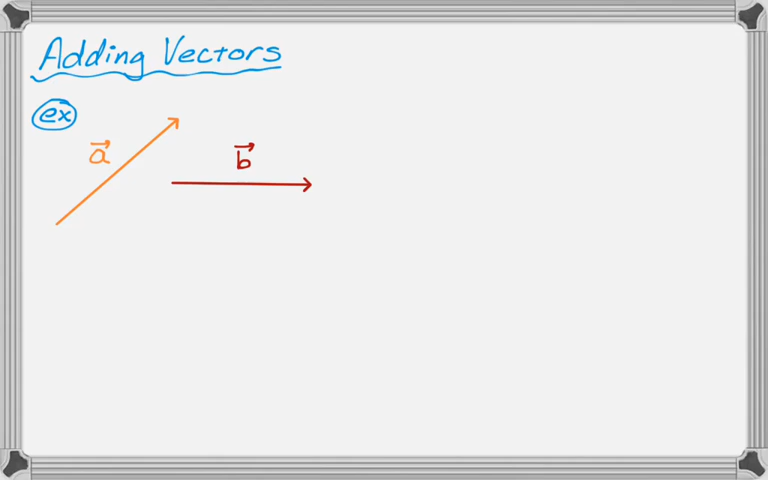 Adding Vectors
ex
a⃗
b⃗